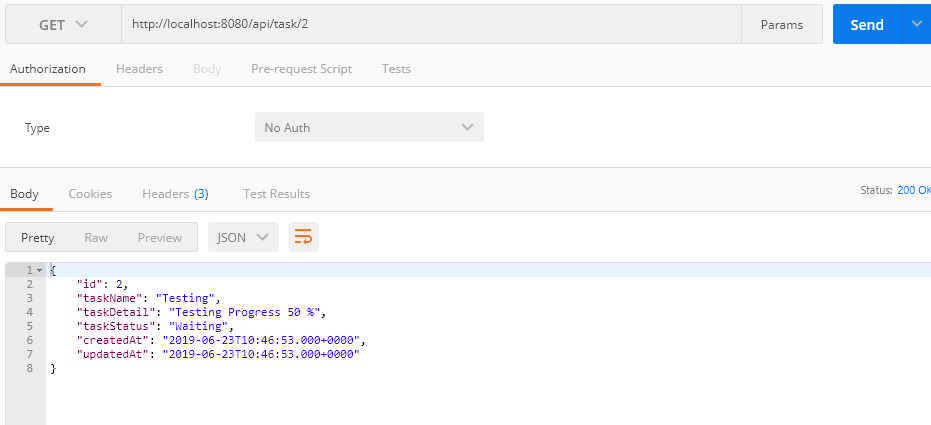 GET http://localhost:8080/api/task/2 Params Send
Authorization Headers Body Pre-request Script Tests
Type No Auth
Body Cookies Headers (3) Test Results Status: 200 OK
Pretty Raw Preview JSON
1 {
2 "id": 2,
3 "taskName": "Testing",
4 "taskDetail": "Testing Progress 50 %",
5 "taskStatus": "Waiting",
6 "createdAt": "2019-06-23T10:46:53.000+0000",
7 "updatedAt": "2019-06-23T10:46:53.000+0000"
8 }